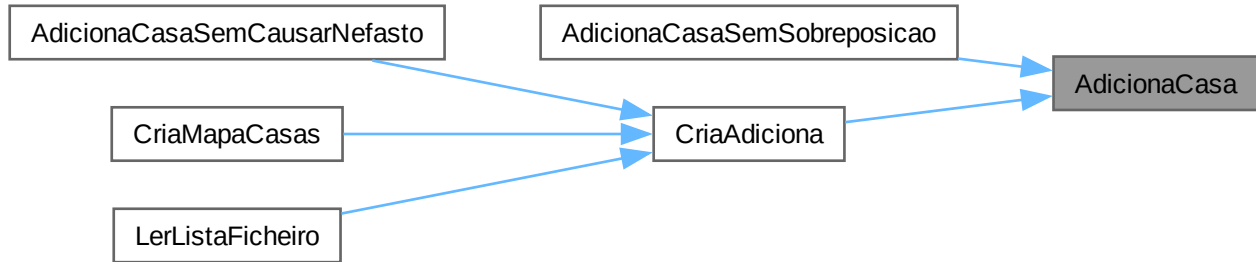 AdicionaCasaSemCausarNefasto
AdicionaCasaSemSobreposicao
AdicionaCasa
CriaMapaCasas
CriaAdiciona
LerListaFicheiro